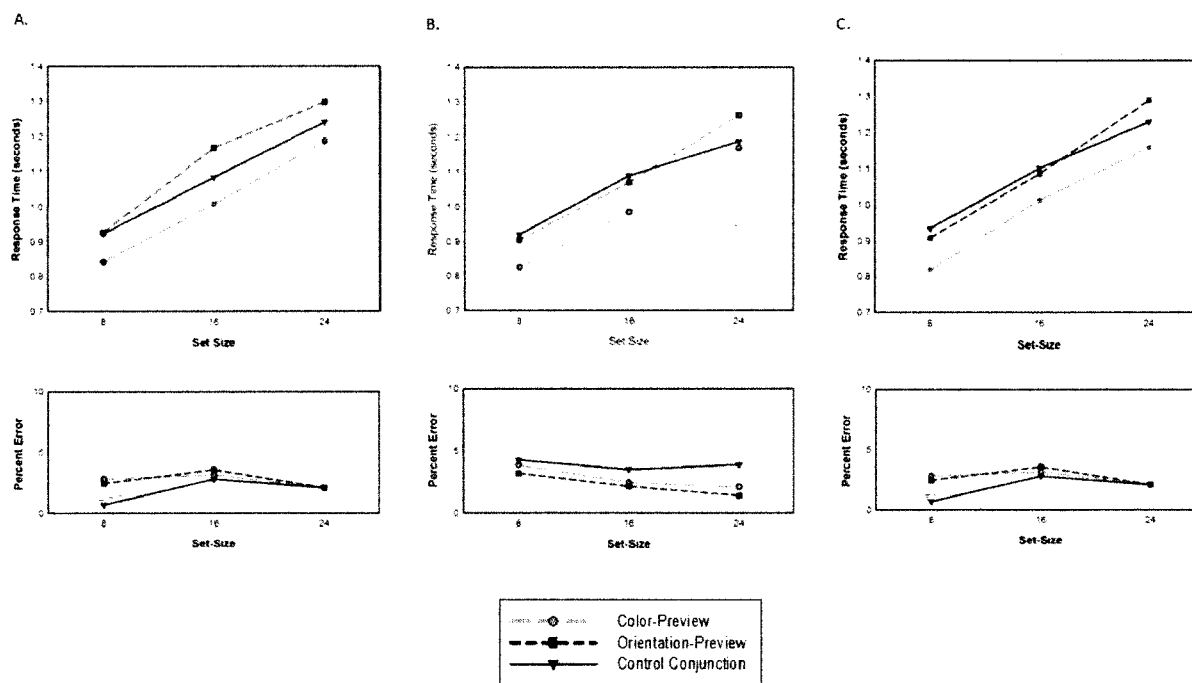 A.
B.
C.
Response Time (seconds)
1.4
1.3
1.2
1.1
1.0
0.9
0.8
0.7
8
16
24
Set Size
Response Time (seconds)
1.4
1.3
1.2
1.1
1.0
0.9
0.8
0.7
8
16
24
Set Size
Response Time (seconds)
1.4
1.3
1.2
1.1
1.0
0.9
0.8
0.7
8
16
24
Set-Size
Percent Error
10
5
0
8
16
24
Set-Size
Percent Error
10
5
0
8
16
24
Set-Size
Percent Error
10
5
0
8
16
24
Set-Size
Color-Preview
Orientation-Preview
Control Conjunction